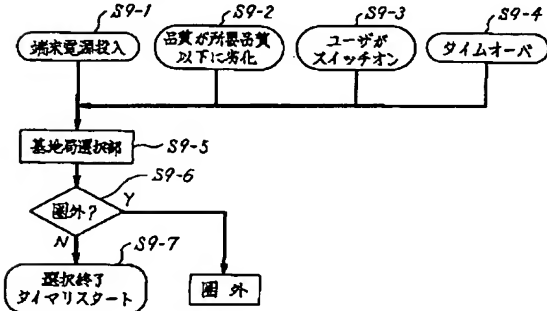 S9-1
端末電源投入
S9-2
品質が所要品質
以下に劣化
S9-3
ユーザが
スイッチオン
S9-4
タイムオーバ
基地局選択部
S9-5
S9-6
圏外?
Y
N
S9-7
選択終了
タイマリスタート
圏外